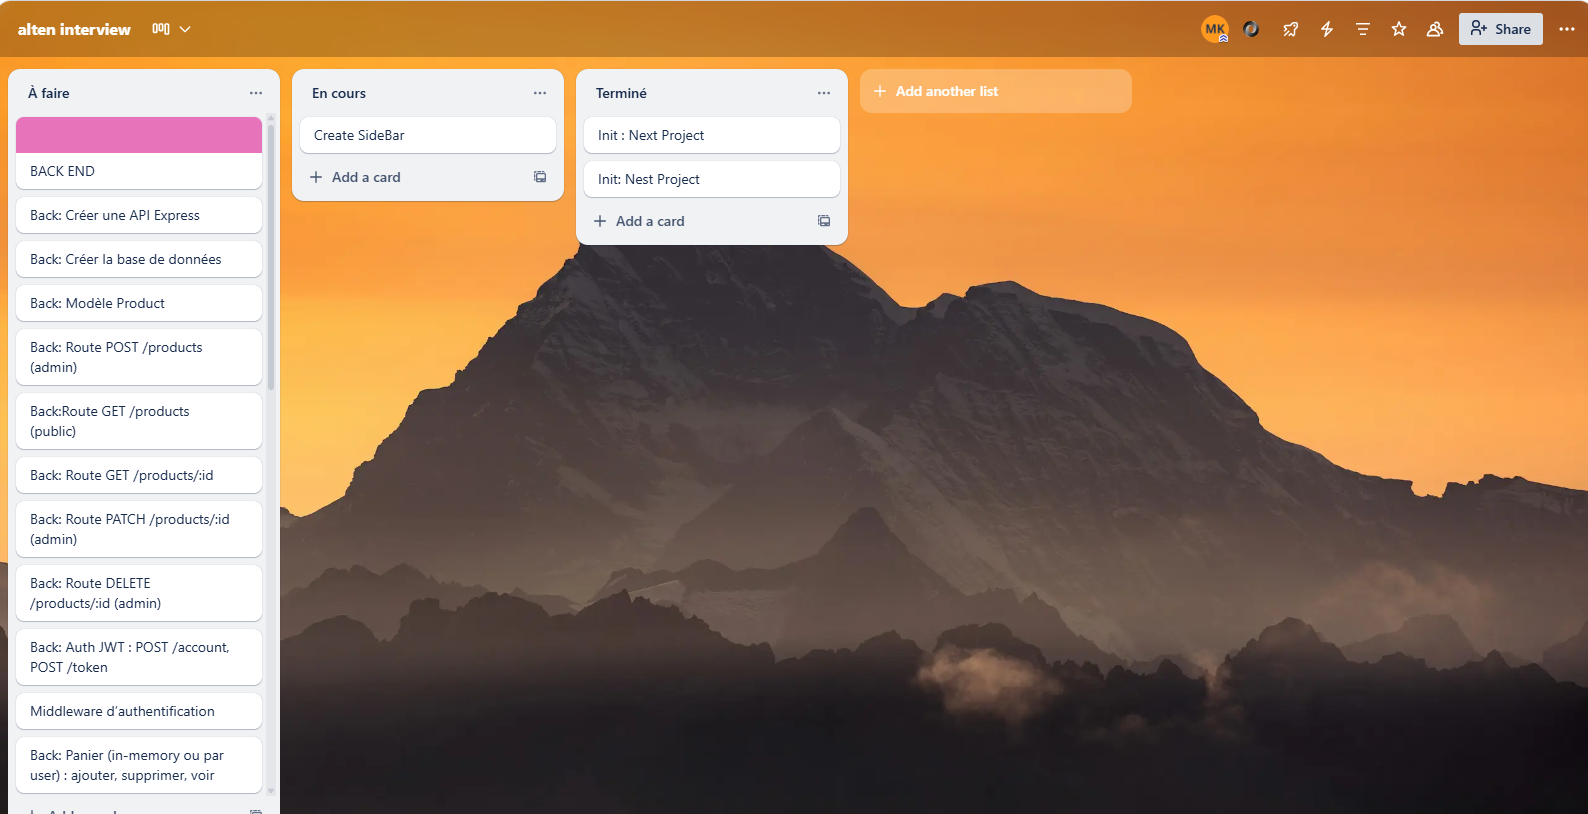 alten interview
MK
Share
À faire
BACK END
Back: Créer une API Express
Back: Créer la base de données
Back: Modèle Product
Back: Route POST /products
(admin)
Back:Route GET /products
(public)
Back: Route GET /products/:id
Back: Route PATCH /products/:id
(admin)
Back: Route DELETE
/products/:id (admin)
Back: Auth JWT : POST /account,
POST /token
Middleware d’authentification
Back: Panier (in-memory ou par
user) : ajouter, supprimer, voir
En cours
Create SideBar
Add a card
Terminé
Init : Next Project
Init: Nest Project
Add a card
Add another list